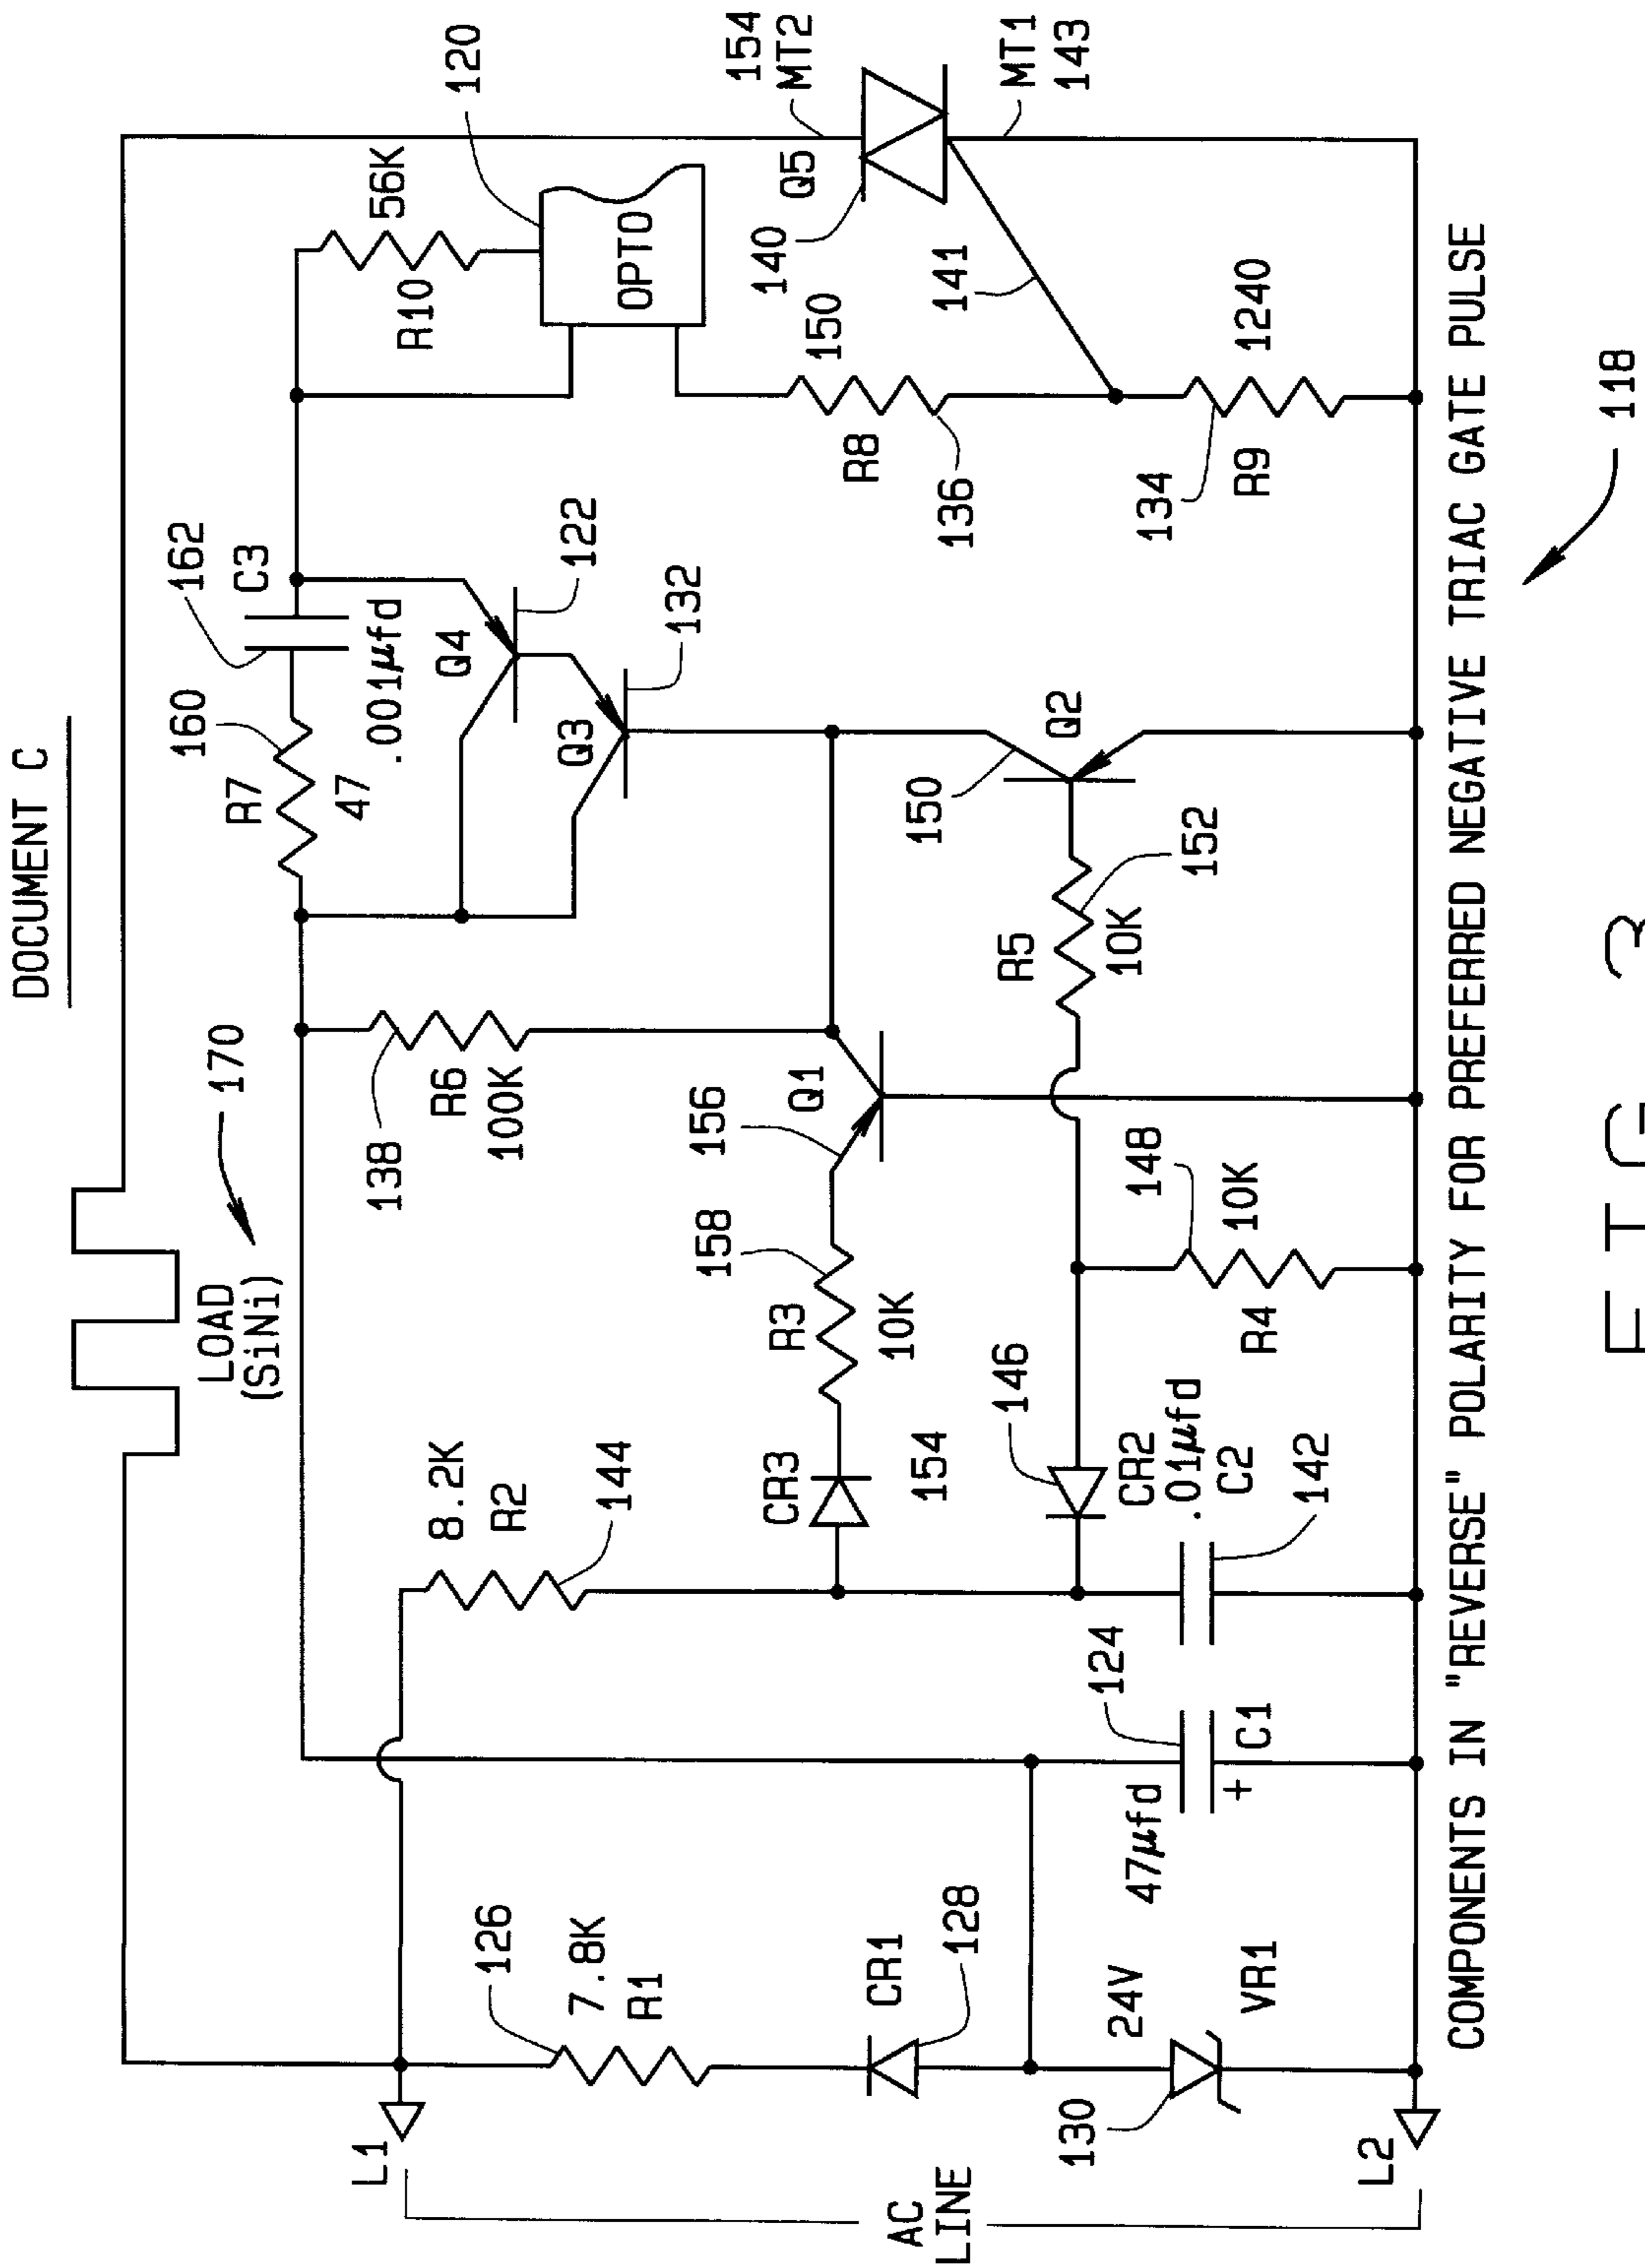 DOCUMENT C
LOAD
(SiNi)
170
R7
160
47
162
C3
.001µfd
R10
56K
120
OPTO
154
MT2
Q5
140
MT1
143
141
150
R8
136
1240
134
R9
Q4
122
Q3
132
138
R6
100K
Q1
156
158
R3
10K
CR3
154
8.2K
R2
144
150
Q2
R5
10K
152
146
CR2
.01µfd
C2
142
148
10K
R4
124
47µfd
C1
+
126
7.8K
R1
CR1
128
24V
VR1
130
L1
AC
LINE
L2
COMPONENTS IN "REVERSE" POLARITY FOR PREFERRED NEGATIVE TRIAC GATE PULSE
118